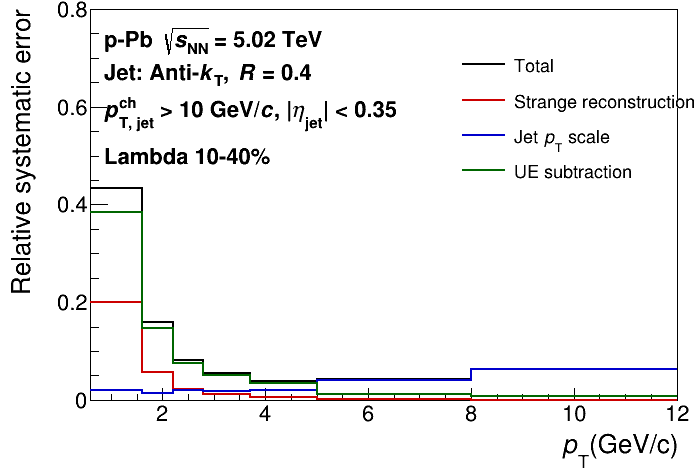 p-Pb √sNN = 5.02 TeV
Jet: Anti-kT, R = 0.4
pchT, jet > 10 GeV/c, |ηjet| < 0.35
Lambda 10-40%
Total
Strange reconstruction
Jet pT scale
UE subtraction
Relative systematic error
0.8
0.6
0.4
0.2
0
2
4
6
8
10
12
pT(GeV/c)